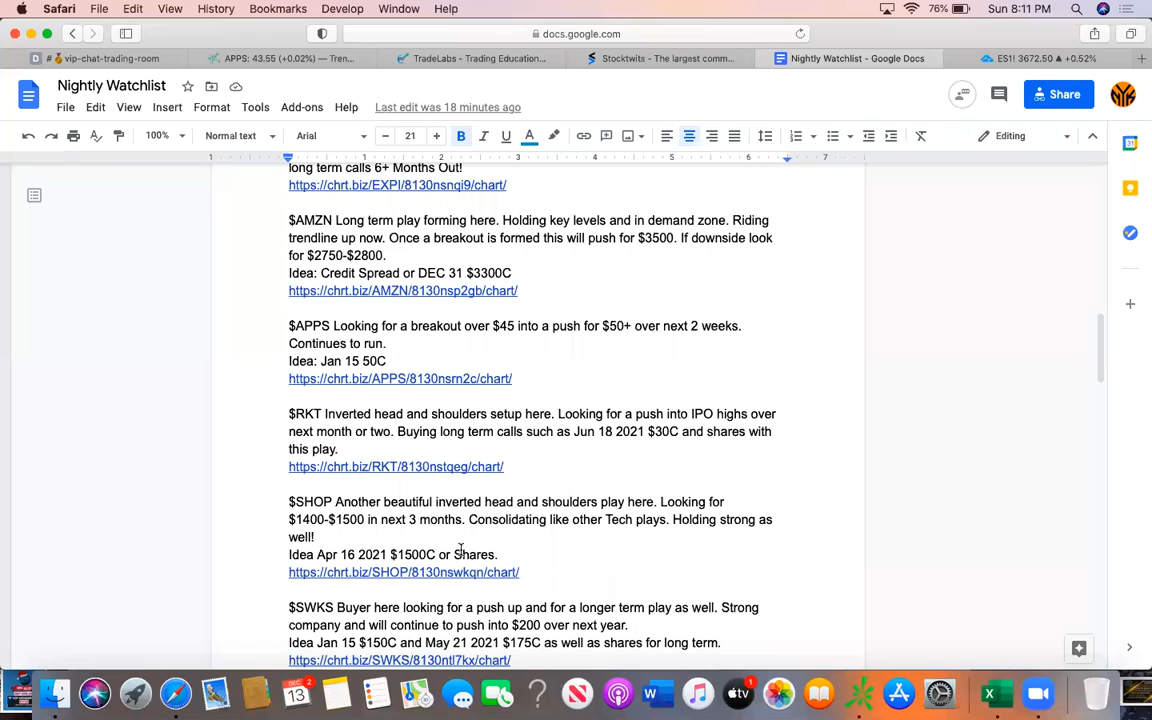 Safari File Edit View History Bookmarks Develop Window Help 76% Sun 8:11 PM
docs.google.com
# vip-chat-trading-room APPS: 43.55 (+0.02%) — Tren... TradeLabs - Trading Education... Stocktwits - The largest comm... Nightly Watchlist - Google Docs ES1! 3672.50 ▲ +0.52%
Nightly Watchlist
File Edit View Insert Format Tools Add-ons Help Last edit was 18 minutes ago
Share
100% Normal text Arial 21 B I U A Editing
1 1 2 3 4 5 6 7
long term calls 6+ Months Out!
https://chrt.biz/EXPI/8130nsnqi9/chart/
$AMZN Long term play forming here. Holding key levels and in demand zone. Riding
trendline up now. Once a breakout is formed this will push for $3500. If downside look
for $2750-$2800.
Idea: Credit Spread or DEC 31 $3300C
https://chrt.biz/AMZN/8130nsp2gb/chart/
$APPS Looking for a breakout over $45 into a push for $50+ over next 2 weeks.
Continues to run.
Idea: Jan 15 50C
https://chrt.biz/APPS/8130nsrn2c/chart/
$RKT Inverted head and shoulders setup here. Looking for a push into IPO highs over
next month or two. Buying long term calls such as Jun 18 2021 $30C and shares with
this play.
https://chrt.biz/RKT/8130nstqeg/chart/
$SHOP Another beautiful inverted head and shoulders play here. Looking for
$1400-$1500 in next 3 months. Consolidating like other Tech plays. Holding strong as
well!
Idea Apr 16 2021 $1500C or Shares.
https://chrt.biz/SHOP/8130nswkqn/chart/
$SWKS Buyer here looking for a push up and for a longer term play as well. Strong
company and will continue to push into $200 over next year.
Idea Jan 15 $150C and May 21 2021 $175C as well as shares for long term.
https://chrt.biz/SWKS/8130ntl7kx/chart/
DEC 13 2 tv 1